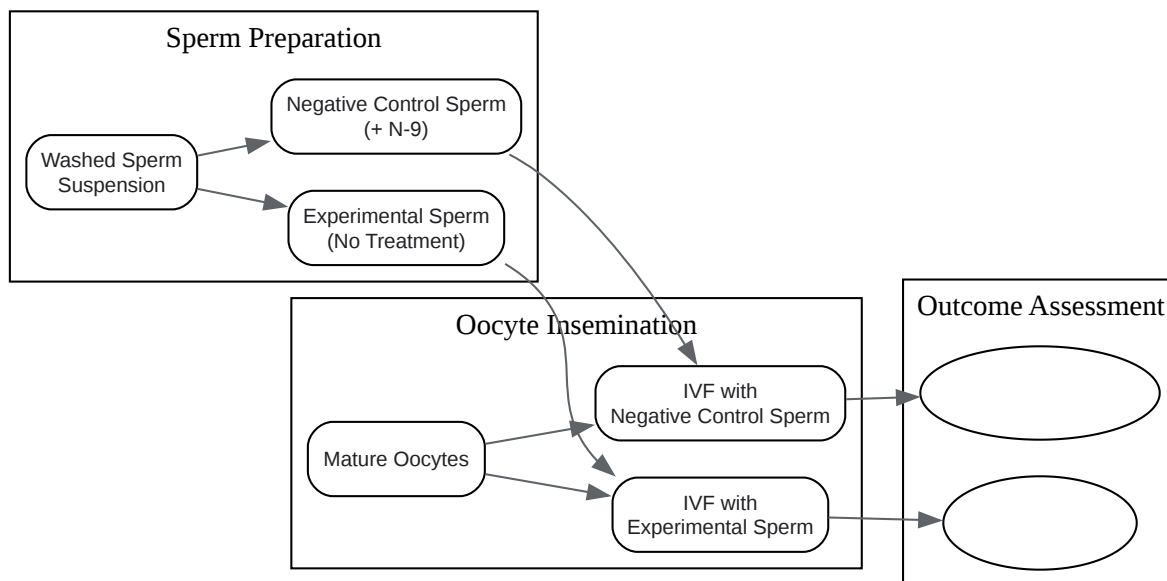 Sperm Preparation
Negative Control Sperm
(+ N-9)
Washed Sperm
Suspension
Experimental Sperm
(No Treatment)
Oocyte Insemination
Outcome Assessment
IVF with
Negative Control Sperm
Mature Oocytes
IVF with
Experimental Sperm